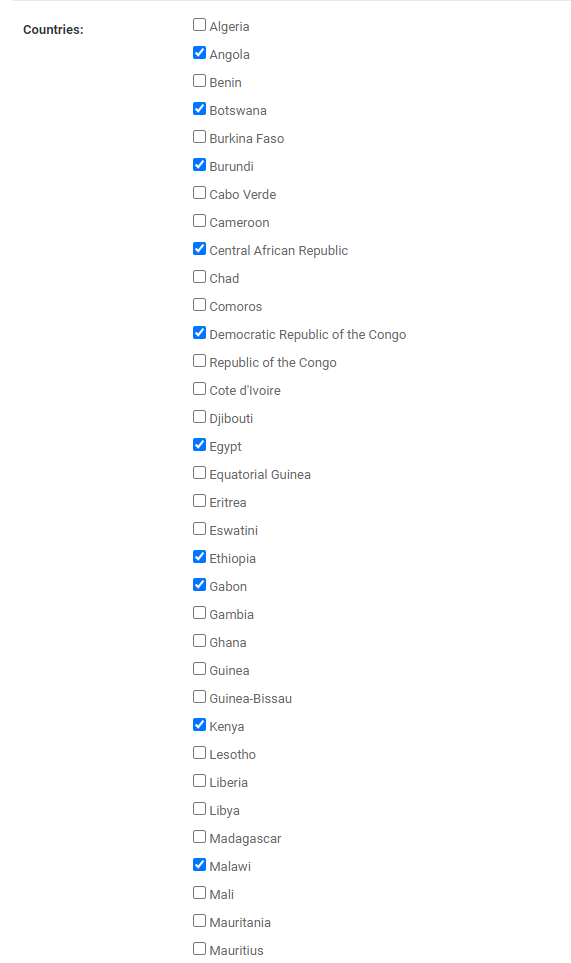 Countries:
Algeria
Angola
Benin
Botswana
Burkina Faso
Burundi
Cabo Verde
Cameroon
Central African Republic
Chad
Comoros
Democratic Republic of the Congo
Republic of the Congo
Cote d'Ivoire
Djibouti
Egypt
Equatorial Guinea
Eritrea
Eswatini
Ethiopia
Gabon
Gambia
Ghana
Guinea
Guinea-Bissau
Kenya
Lesotho
Liberia
Libya
Madagascar
Malawi
Mali
Mauritania
Mauritius